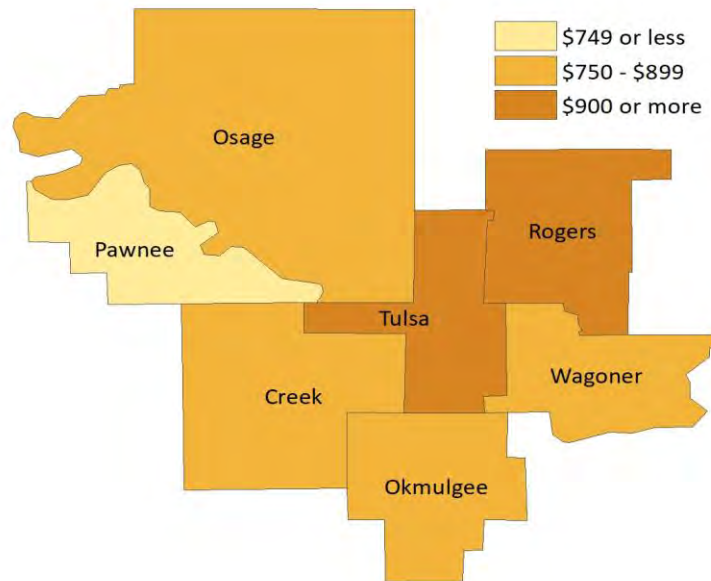 $749 or less
$750 - $899
$900 or more
Osage
Rogers
Pawnee
Tulsa
Wagoner
Creek
Okmulgee